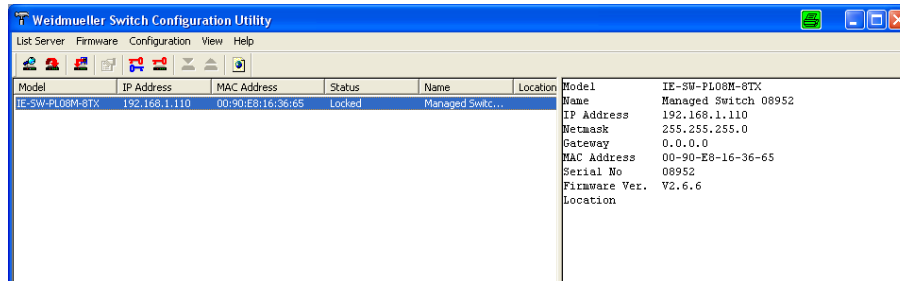 Weidmueller Switch Configuration Utility
List Server Firmware Configuration View Help
Model IP Address MAC Address Status Name Location
IE-SW-PL08M-8TX 192.168.1.110 00:90:E8:16:36:65 Locked Managed Switc...
Model IE-SW-PL08M-8TX
Name Managed Switch 08952
IP Address 192.168.1.110
Netmask 255.255.255.0
Gateway 0.0.0.0
MAC Address 00-90-E8-16-36-65
Serial No 08952
Firmware Ver. V2.6.6
Location